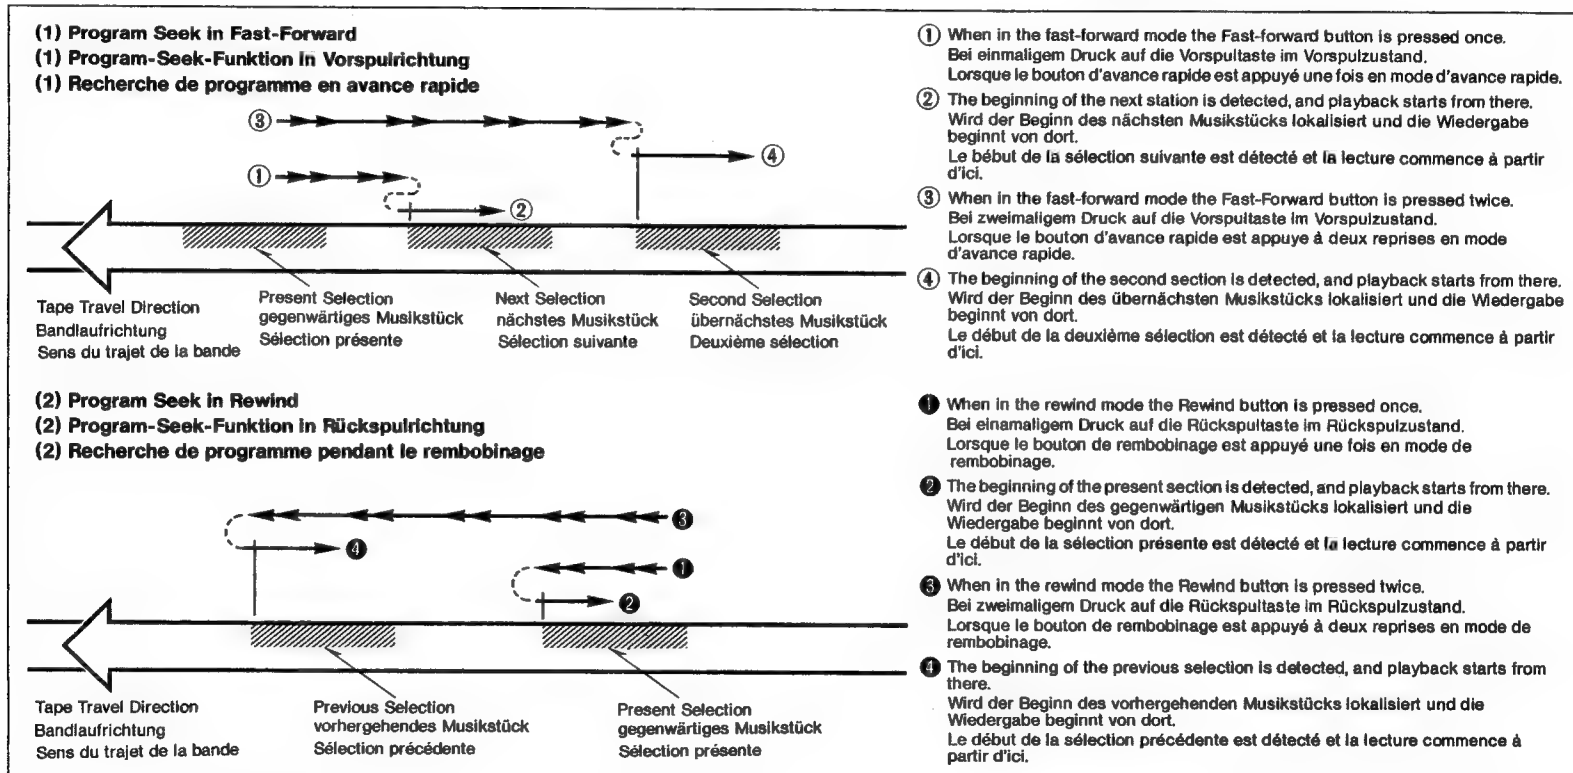 (1) Program Seek in Fast-Forward
(1) Program-Seek-Funktion in Vorspulrichtung
(1) Recherche de programme en avance rapide
③
④
①
②
Tape Travel Direction
Bandlaufrichtung
Sens du trajet de la bande
Present Selection
gegenwärtiges Musikstück
Sélection présente
Next Selection
nächstes Musikstück
Sélection suivante
Second Selection
übernächstes Musikstück
Deuxième sélection
① When in the fast-forward mode the Fast-forward button is pressed once.
Bei einmaligem Druck auf die Vorspultaste im Vorspulzustand.
Lorsque le bouton d'avance rapide est appuyé une fois en mode d'avance rapide.
② The beginning of the next station is detected, and playback starts from there.
Wird der Beginn des nächsten Musikstücks lokalisiert und die Wiedergabe
beginnt von dort.
Le bébut de la sélection suivante est détecté et la lecture commence à partir
d'ici.
③ When in the fast-forward mode the Fast-Forward button is pressed twice.
Bei zweimaligem Druck auf die Vorspultaste im Vorspulzustand.
Lorsque le bouton d'avance rapide est appuye à deux reprises en mode
d'avance rapide.
④ The beginning of the second section is detected, and playback starts from there.
Wird der Beginn des übernächsten Musikstücks lokalisiert und die Wiedergabe
beginnt von dort.
Le début de la deuxième sélection est détecté et la lecture commence à partir
d'ici.
(2) Program Seek in Rewind
(2) Program-Seek-Funktion in Rückspulrichtung
(2) Recherche de programme pendant le rembobinage
❸
❹
❶
❷
Tape Travel Direction
Bandlaufrichtung
Sens du trajet de la bande
Previous Selection
vorhergehendes Musikstück
Sélection précédente
Present Selection
gegenwärtiges Musikstück
Sélection présente
❶ When in the rewind mode the Rewind button is pressed once.
Bei einamaligem Druck auf die Rückspultaste im Rückspulzustand.
Lorsque le bouton de rembobinage est appuyé une fois en mode de
rembobinage.
❷ The beginning of the present section is detected, and playback starts from there.
Wird der Beginn des gegenwärtigen Musikstücks lokalisiert und die
Wiedergabe beginnt von dort.
Le début de la sélection présente est détecté et la lecture commence à partir
d'ici.
❸ When in the rewind mode the Rewind button is pressed twice.
Bei zweimaligem Druck auf die Rückspultaste im Rückspulzustand.
Lorsque le bouton de rembobinage est appuyé à deux reprises en mode de
rembobinage.
❹ The beginning of the previous selection is detected, and playback starts from
there.
Wird der Beginn des vorhergehenden Musikstücks lokalisiert und die
Wiedergabe beginnt von dort.
Le début de la sélection précédente est détecté et la lecture commence à
partir d'ici.